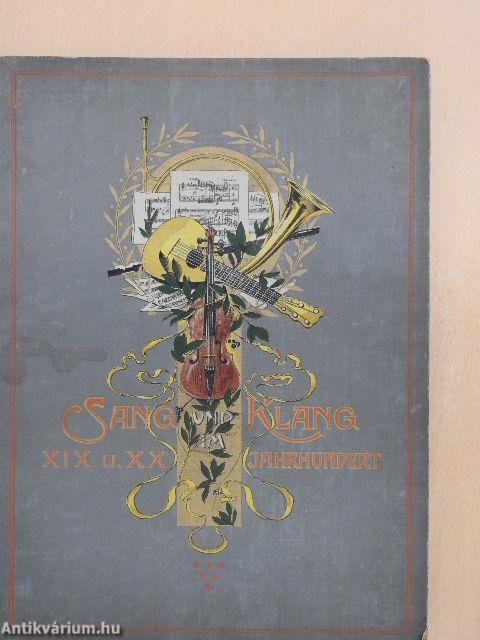 SANG UND KLANG
XIX U. XX IM JAHRHUNDERT
Antikvárium.hu